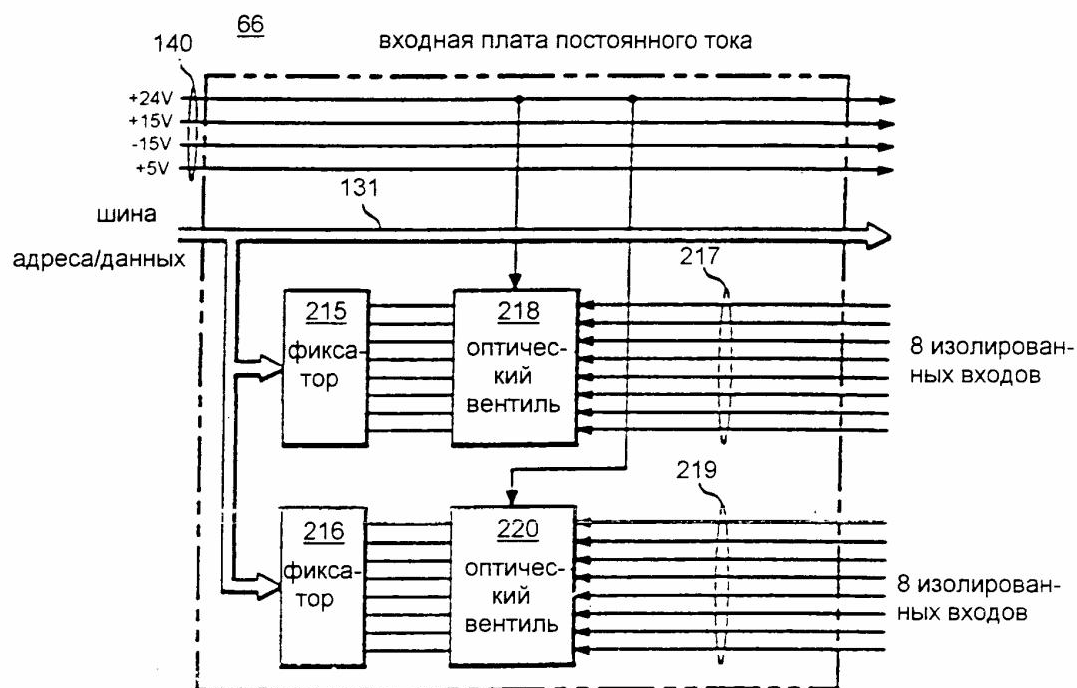 66
входная плата постоянного тока
140
+24V
+15V
-15V
+5V
131
шина
адреса/данных
217
215
фикса-
тор
218
оптичес-
кий
вентиль
8 изолирован-
ных входов
219
216
фикса-
тор
220
оптичес-
кий
вентиль
8 изолирован-
ных входов